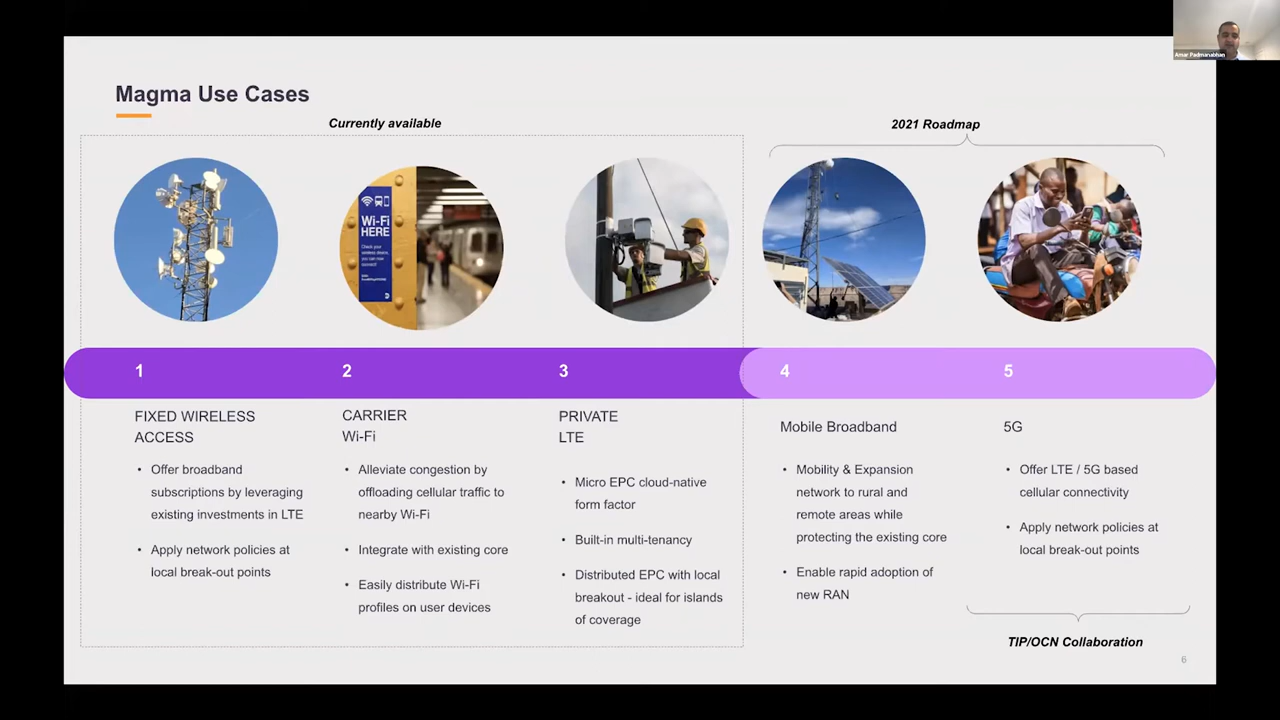 Amar Padmanabhan
Magma Use Cases
Currently available
2021 Roadmap
Wi-Fi
HERE
1
2
3
4
5
FIXED WIRELESS
ACCESS
• Offer broadband
subscriptions by leveraging
existing investments in LTE
• Apply network policies at
local break-out points
CARRIER
Wi-Fi
• Alleviate congestion by
offloading cellular traffic to
nearby Wi-Fi
• Integrate with existing core
• Easily distribute Wi-Fi
profiles on user devices
PRIVATE
LTE
• Micro EPC cloud-native
form factor
• Built-in multi-tenancy
• Distributed EPC with local
breakout - ideal for islands
of coverage
Mobile Broadband
• Mobility & Expansion
network to rural and
remote areas while
protecting the existing core
• Enable rapid adoption of
new RAN
5G
• Offer LTE / 5G based
cellular connectivity
• Apply network policies at
local break-out points
TIP/OCN Collaboration
6